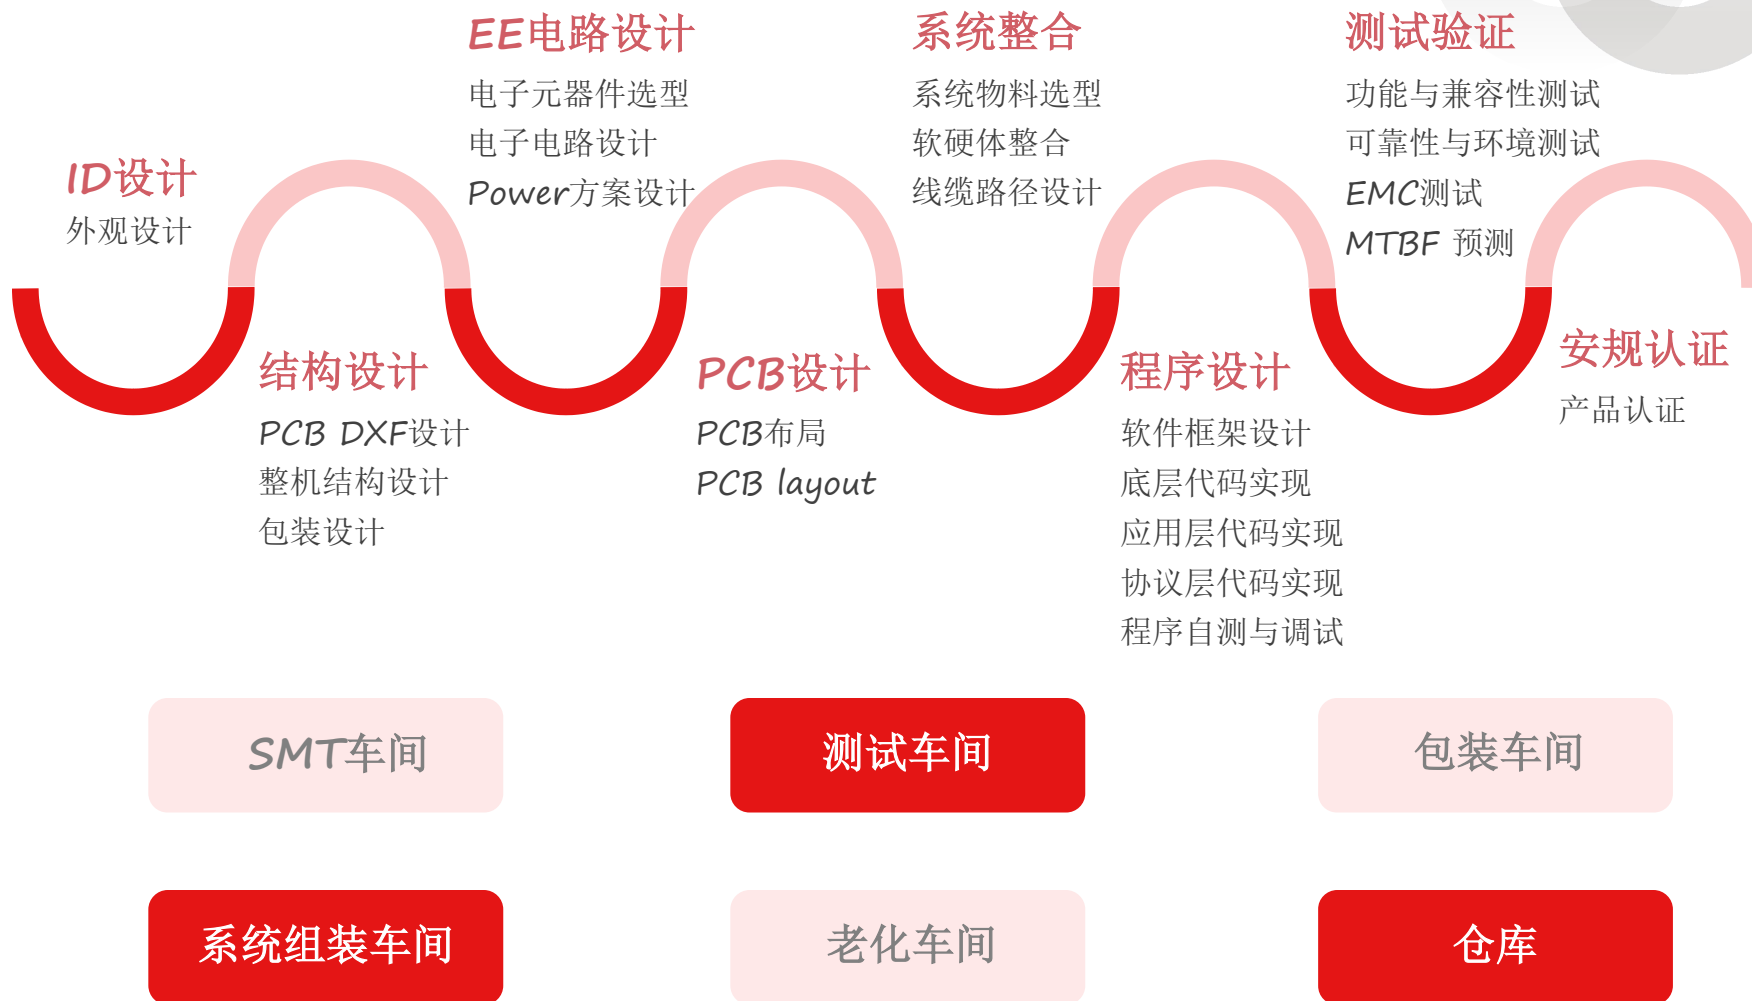 ID设计
外观设计
结构设计
PCB DXF设计
整机结构设计
包装设计
EE电路设计
电子元器件选型
电子电路设计
Power方案设计
PCB设计
PCB布局
PCB layout
系统整合
系统物料选型
软硬体整合
线缆路径设计
程序设计
软件框架设计
底层代码实现
应用层代码实现
协议层代码实现
程序自测与调试
测试验证
功能与兼容性测试
可靠性与环境测试
EMC测试
MTBF 预测
安规认证
产品认证
SMT车间
测试车间
包装车间
系统组装车间
老化车间
仓库